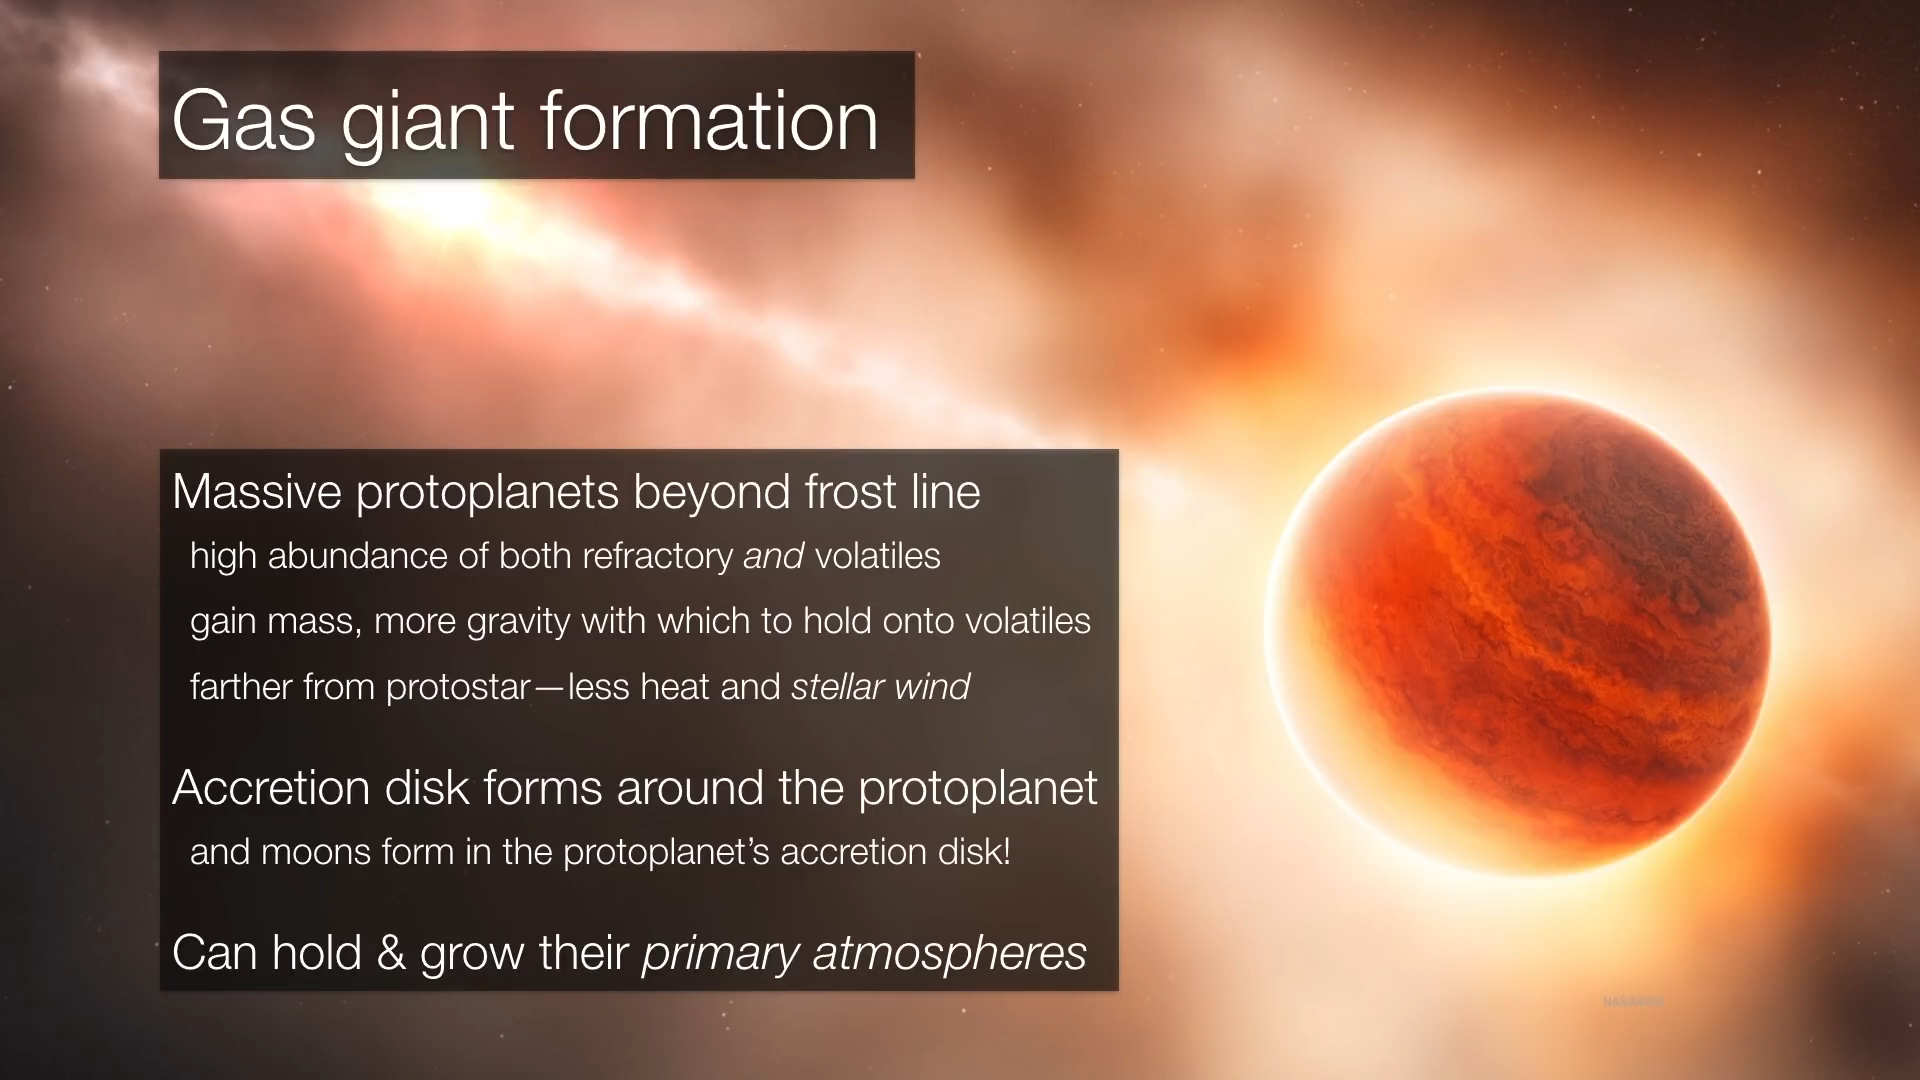 Gas giant formation
Massive protoplanets beyond frost line
high abundance of both refractory and volatiles
gain mass, more gravity with which to hold onto volatiles
farther from protostar—less heat and stellar wind
Accretion disk forms around the protoplanet
and moons form in the protoplanet’s accretion disk!
Can hold & grow their primary atmospheres